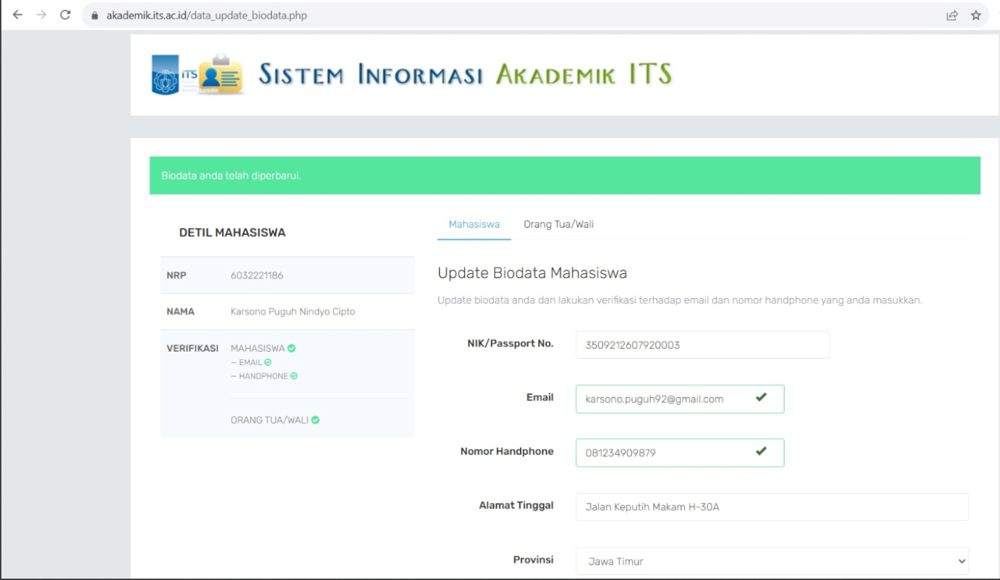 akademik.its.ac.id/data_update_biodata.php
ITS
SISTEM INFORMASI AKADEMIK ITS
Biodata anda telah diperbarui.
DETIL MAHASISWA
NRP 6032221186
NAMA Karsono Puguh Nindyo Cipto
VERIFIKASI MAHASISWA
– EMAIL
– HANDPHONE
ORANG TUA/WALI
Mahasiswa Orang Tua/Wali
Update Biodata Mahasiswa
Update biodata anda dan lakukan verifikasi terhadap email dan nomor handphone yang anda masukkan.
NIK/Passport No. 3509212607920003
Email karsono.puguh92@gmail.com
Nomor Handphone 081234909879
Alamat Tinggal Jalan Keputih Makam H-30A
Provinsi Jawa Timur